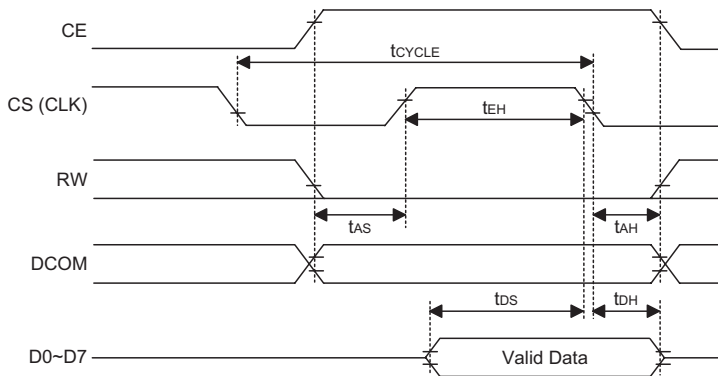 CE
tCYCLE
CS (CLK)
tEH
RW
tAS
tAH
DCOM
tDS
tDH
D0~D7
Valid Data